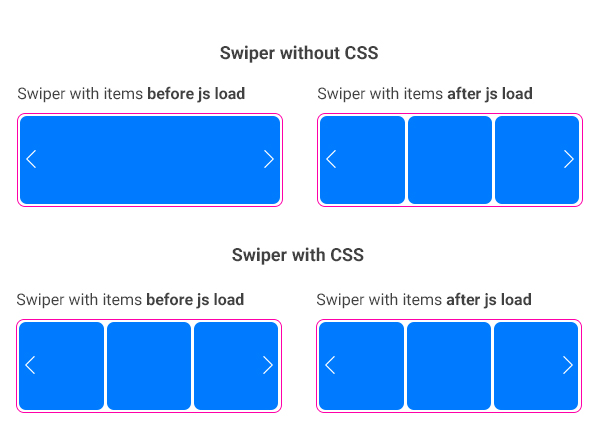 Swiper without CSS
Swiper with items before js load
Swiper with items after js load
Swiper with CSS
Swiper with items before js load
Swiper with items after js load